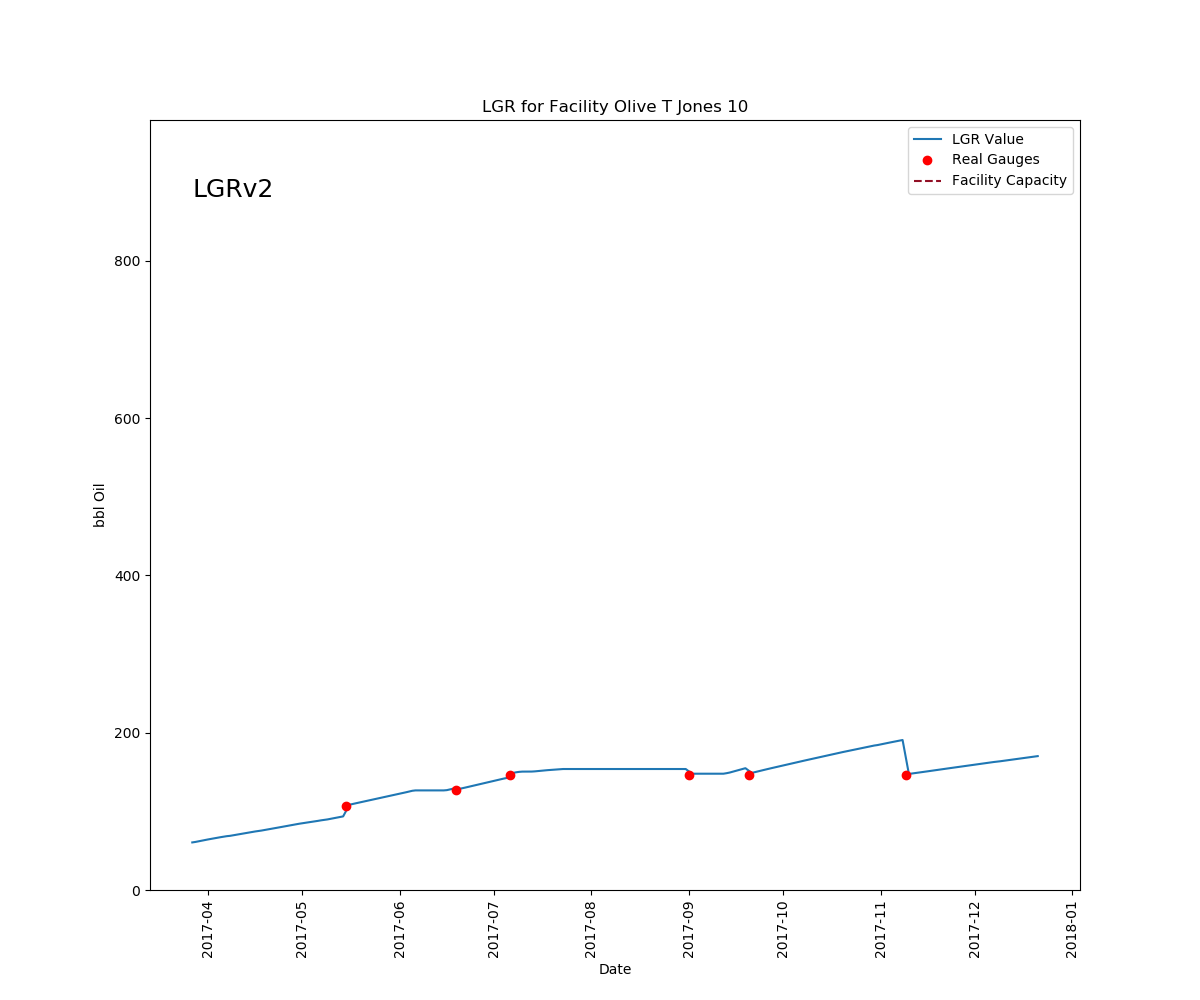 LGR for Facility Olive T Jones 10
LGRv2
LGR Value
Real Gauges
Facility Capacity
bbl Oil
800
600
400
200
0
2017-04
2017-05
2017-06
2017-07
2017-08
2017-09
2017-10
2017-11
2017-12
2018-01
Date